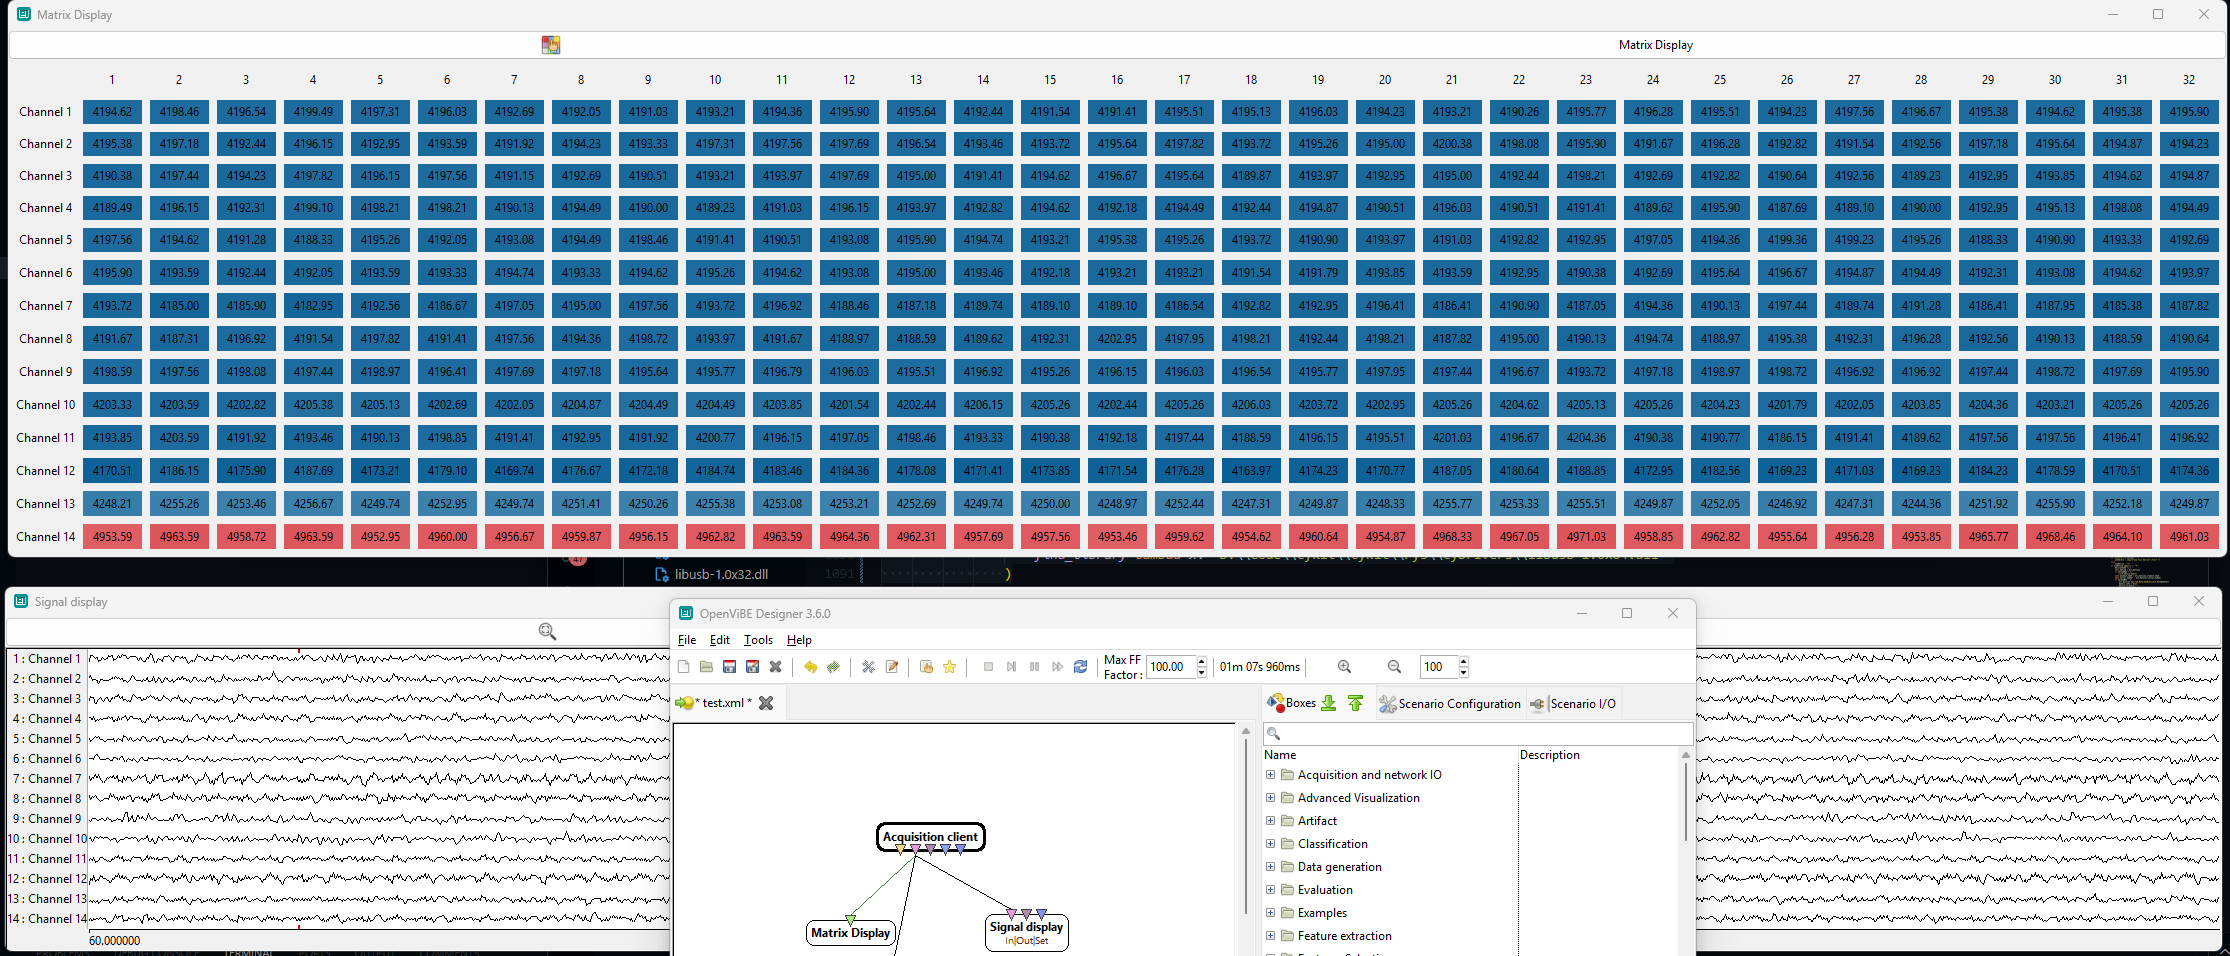 Matrix Display
Matrix Display
1 2 3 4 5 6 7 8 9 10 11 12 13 14 15 16 17 18 19 20 21 22 23 24 25 26 27 28 29 30 31 32
Channel 1 4194.62 4198.46 4196.54 4199.49 4197.31 4196.03 4192.69 4192.05 4191.03 4193.21 4194.36 4195.90 4195.64 4192.44 4191.54 4191.41 4195.51 4195.13 4196.03 4194.23 4193.21 4190.26 4195.77 4196.28 4195.51 4194.23 4197.56 4196.67 4195.38 4194.62 4195.38 4195.90
Channel 2 4195.38 4197.18 4192.44 4196.15 4192.95 4193.59 4191.92 4194.23 4193.33 4197.31 4197.56 4197.69 4196.54 4193.46 4193.72 4195.64 4197.82 4193.72 4195.26 4195.00 4200.38 4198.08 4195.90 4191.67 4196.28 4192.82 4191.54 4192.56 4197.18 4195.64 4194.87 4194.23
Channel 3 4190.38 4197.44 4194.23 4197.82 4196.15 4197.56 4191.15 4192.69 4190.51 4193.21 4193.97 4197.69 4195.00 4191.41 4194.62 4196.67 4195.64 4189.87 4193.97 4192.95 4195.00 4192.44 4198.21 4192.69 4192.82 4190.64 4192.56 4189.23 4192.95 4193.85 4194.62 4194.87
Channel 4 4189.49 4196.15 4192.31 4199.10 4198.21 4198.21 4190.13 4194.49 4190.00 4189.23 4191.03 4196.15 4193.97 4192.82 4194.62 4192.18 4194.49 4192.44 4194.87 4190.51 4196.03 4190.51 4191.41 4189.62 4195.90 4187.69 4189.10 4190.00 4192.95 4195.13 4198.08 4194.49
Channel 5 4197.56 4194.62 4191.28 4188.33 4195.26 4192.05 4193.08 4194.49 4198.46 4191.41 4190.51 4193.08 4195.90 4194.74 4193.21 4195.38 4195.26 4193.72 4190.90 4193.97 4191.03 4192.82 4192.95 4197.05 4194.36 4199.36 4199.23 4195.26 4188.33 4190.90 4193.33 4192.69
Channel 6 4195.90 4193.59 4192.44 4192.05 4193.59 4193.33 4194.74 4193.33 4194.62 4195.26 4194.62 4193.08 4195.00 4193.46 4192.18 4193.21 4193.21 4191.54 4191.79 4193.85 4193.59 4192.95 4190.38 4192.69 4195.64 4196.67 4194.87 4194.49 4192.31 4193.08 4194.62 4193.97
Channel 7 4193.72 4185.00 4185.90 4182.95 4192.56 4186.67 4197.05 4195.00 4197.56 4193.72 4196.92 4188.46 4187.18 4189.74 4189.10 4189.10 4186.54 4192.82 4192.95 4196.41 4186.41 4190.90 4187.05 4194.36 4190.13 4197.44 4189.74 4191.28 4186.41 4187.95 4185.38 4187.82
Channel 8 4191.67 4187.31 4196.92 4191.54 4197.82 4191.41 4197.56 4194.36 4198.72 4193.97 4191.67 4188.97 4188.59 4189.62 4192.31 4202.95 4197.95 4198.21 4192.44 4198.21 4187.82 4195.00 4190.13 4194.74 4188.97 4195.38 4192.31 4196.28 4192.56 4190.13 4188.59 4190.64
Channel 9 4198.59 4197.56 4198.08 4197.44 4198.97 4196.41 4197.69 4197.18 4195.64 4195.77 4196.79 4196.03 4195.51 4196.92 4195.26 4196.15 4196.03 4196.54 4195.77 4197.95 4197.44 4196.67 4193.72 4197.18 4198.97 4198.72 4196.92 4196.92 4197.44 4198.72 4197.69 4195.90
Channel 10 4203.33 4203.59 4202.82 4205.38 4205.13 4202.69 4202.05 4204.87 4204.49 4204.49 4203.85 4201.54 4202.44 4206.15 4205.26 4202.44 4205.26 4206.03 4203.72 4202.95 4205.26 4204.62 4205.13 4205.26 4204.23 4201.79 4202.05 4203.85 4204.36 4203.21 4205.26 4205.26
Channel 11 4193.85 4203.59 4191.92 4193.46 4190.13 4198.85 4191.41 4192.95 4191.92 4200.77 4196.15 4197.05 4198.46 4193.33 4190.38 4192.18 4197.44 4188.59 4196.15 4195.51 4201.03 4196.67 4204.36 4190.38 4190.77 4186.15 4191.41 4189.62 4197.56 4197.56 4196.41 4196.92
Channel 12 4170.51 4186.15 4175.90 4187.69 4173.21 4179.10 4169.74 4176.67 4172.18 4184.74 4183.46 4184.36 4178.08 4171.41 4173.85 4171.54 4176.28 4163.97 4174.23 4170.77 4187.05 4180.64 4188.85 4172.95 4182.56 4169.23 4171.03 4169.23 4184.23 4178.59 4170.51 4174.36
Channel 13 4248.21 4255.26 4253.46 4256.67 4249.74 4252.95 4249.74 4251.41 4250.26 4255.38 4253.08 4253.21 4252.69 4249.74 4250.00 4248.97 4252.44 4247.31 4249.87 4248.33 4255.77 4253.33 4255.51 4249.87 4252.05 4246.92 4247.31 4244.36 4251.92 4255.90 4252.18 4249.87
Channel 14 4953.59 4963.59 4958.72 4963.59 4952.95 4960.00 4956.67 4959.87 4956.15 4962.82 4963.59 4964.36 4962.31 4957.69 4957.56 4953.46 4959.62 4954.62 4960.64 4954.87 4968.33 4967.05 4971.03 4958.85 4962.82 4955.64 4956.28 4953.85 4965.77 4968.46 4964.10 4961.03
libusb-1.0x32.dll 1091 )
Signal display
1 : Channel 1
2 : Channel 2
3 : Channel 3
4 : Channel 4
5 : Channel 5
6 : Channel 6
7 : Channel 7
8 : Channel 8
9 : Channel 9
10 : Channel 10
11 : Channel 11
12 : Channel 12
13 : Channel 13
14 : Channel 14
60.000000
OpenViBE Designer 3.6.0
File Edit Tools Help
Max FF Factor : 100.00 01m 07s 960ms 100
* test.xml *
Boxes Scenario Configuration Scenario I/O
Name Description
Acquisition and network IO
Advanced Visualization
Artifact
Classification
Data generation
Evaluation
Examples
Feature extraction
Acquisition client
Matrix Display
Signal display
In|Out|Set